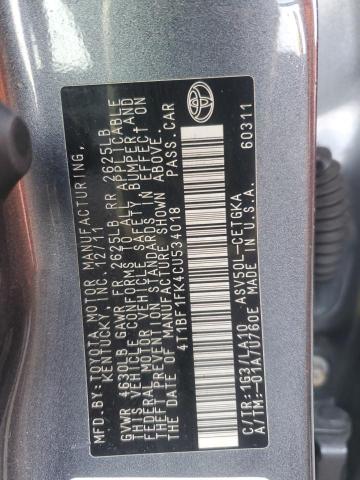 MFD. BY: TOYOTA MOTOR MANUFACTURING,
KENTUCKY, INC. 12/11
GVWR 4630LB GAWR FR 2625LB RR 2625LB
THIS VEHICLE CONFORMS TO ALL APPLICABLE
FEDERAL MOTOR VEHICLE SAFETY, BUMPER, AND
THEFT PREVENTION STANDARDS IN EFFECT ON
THE DATE OF MANUFACTURE SHOWN ABOVE.
4T1BF1FK4CU534018 PASS.CAR
C/TR: 1G3/LA10 ASV50L-CETGKA
A/TM: -01A/U760E MADE IN U.S.A. 60311
TOYOTA